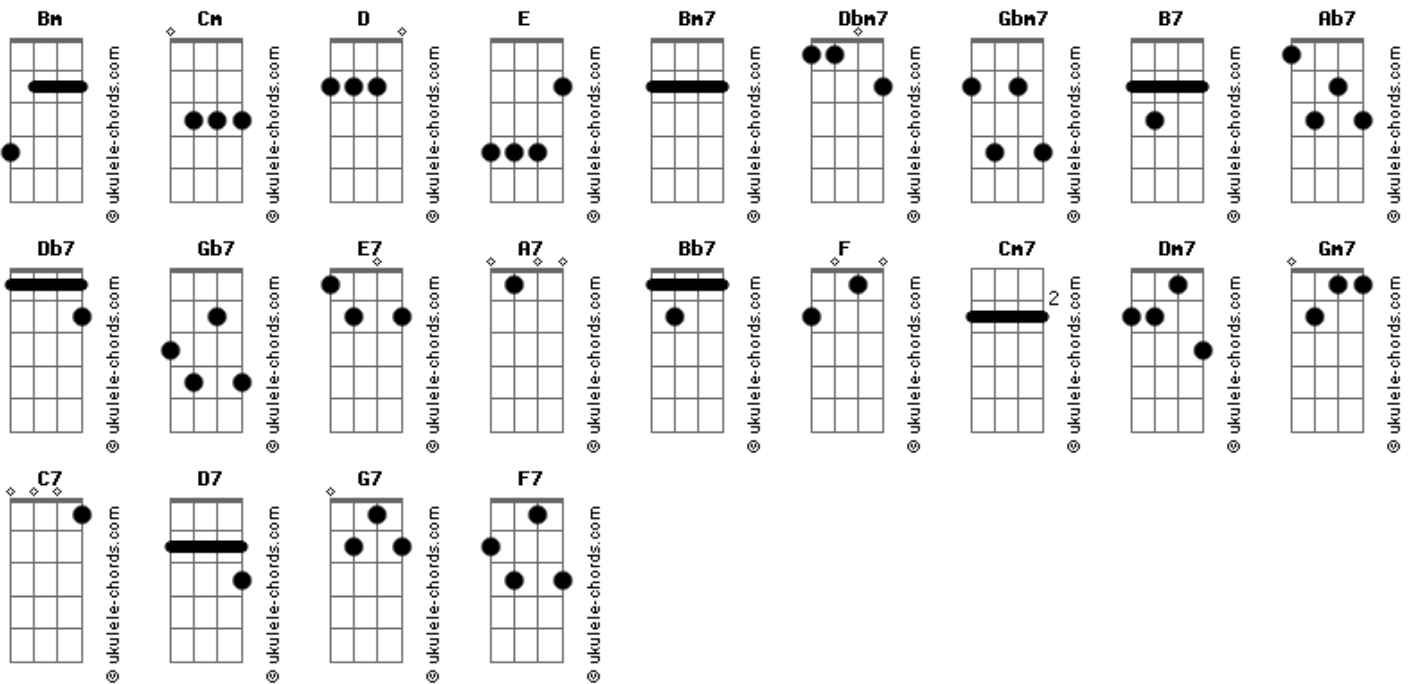 Bm Cm D E Bm7 Dbm7 Gbm7 B7 Ab7
© ukulele-chords.com © ukulele-chords.com © ukulele-chords.com © ukulele-chords.com © ukulele-chords.com © ukulele-chords.com © ukulele-chords.com © ukulele-chords.com © ukulele-chords.com
Db7 Gb7 E7 A7 Bb7 F Cm7 Dm7 Gm7
2
© ukulele-chords.com © ukulele-chords.com © ukulele-chords.com © ukulele-chords.com © ukulele-chords.com © ukulele-chords.com © ukulele-chords.com © ukulele-chords.com © ukulele-chords.com
C7 D7 G7 F7
© ukulele-chords.com © ukulele-chords.com © ukulele-chords.com © ukulele-chords.com